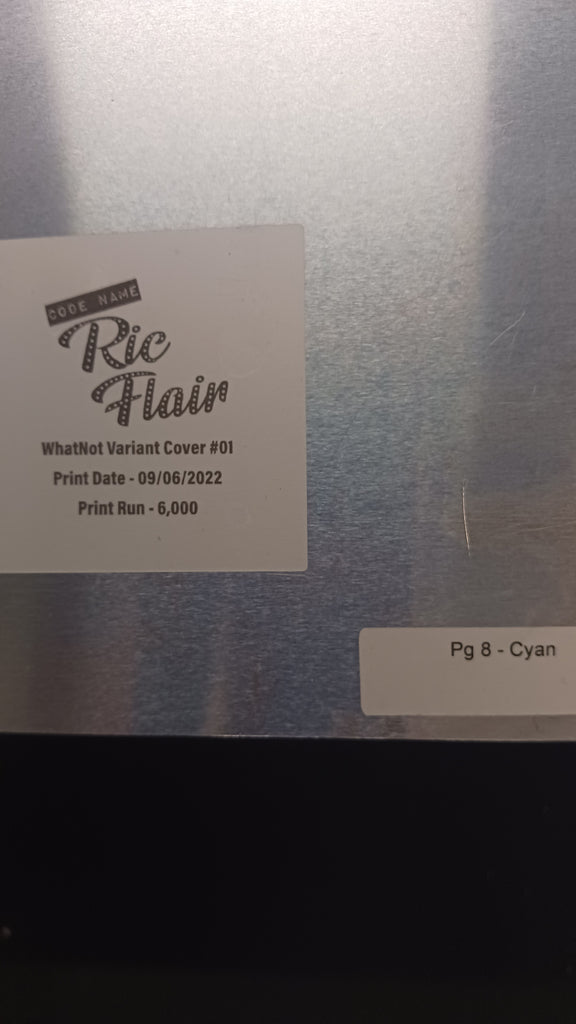 CODE NAME
Ric
Flair
WhatNot Variant Cover #01
Print Date - 09/06/2022
Print Run - 6,000
Pg 8 - Cyan